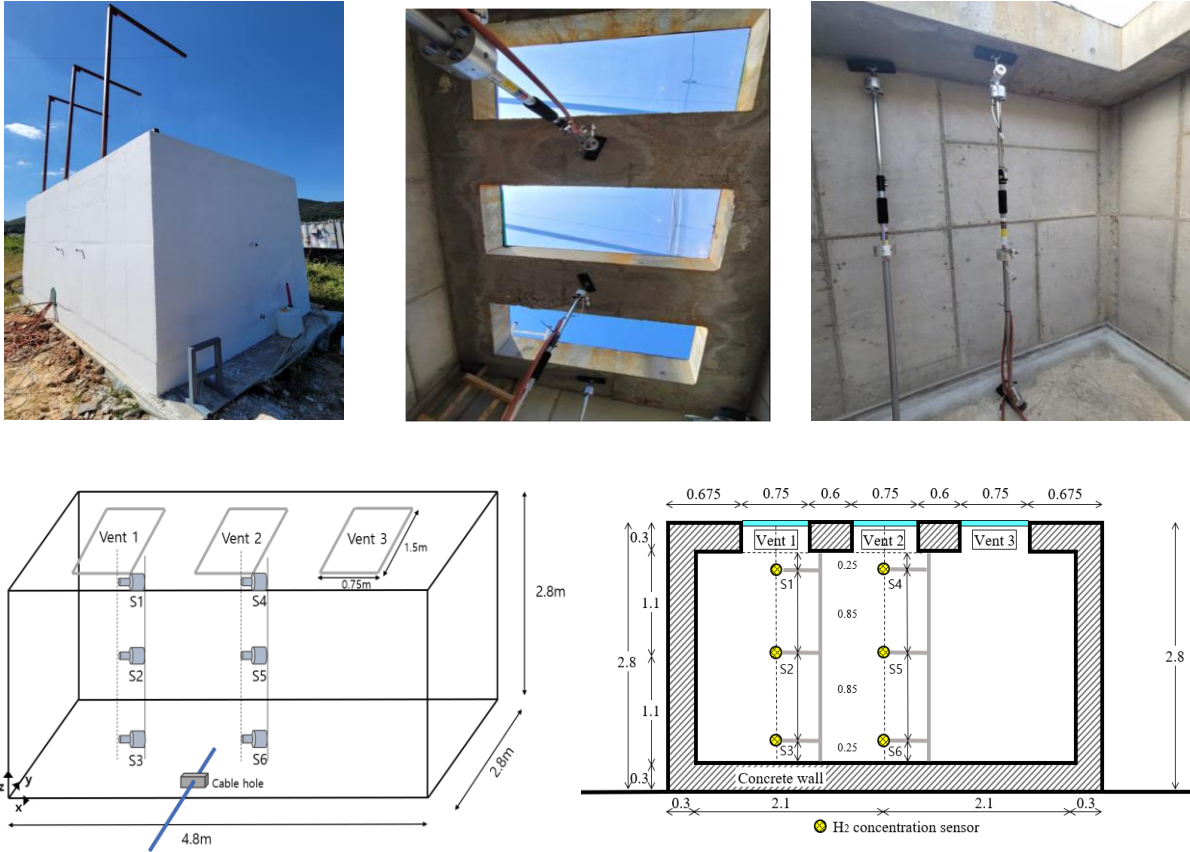 Vent 1
Vent 2
Vent 3
1.5m
0.75m
S1
S4
S2
S5
S3
S6
Cable hole
z
y
x
4.8m
2.8m
2.8m
0.675
0.75
0.6
0.75
0.6
0.75
0.675
0.3
Vent 1
Vent 2
Vent 3
0.25
S1
S4
1.1
0.85
2.8
S2
S5
2.8
0.85
1.1
S3
0.25
S6
0.3
Concrete wall
0.3
2.1
2.1
0.3
H2 concentration sensor